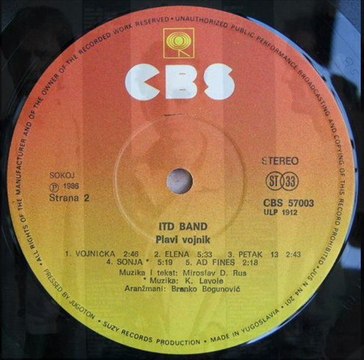 ALL RIGHTS OF THE MANUFACTURER AND OF THE OWNER OF THE RECORDED WORK RESERVED • UNAUTHORIZED PUBLIC PERFORMANCE BROADCASTING AND COPYING OF THIS RECORD PROHIBITED
CBS
SOKOJ
℗ 1986
Strana 2
STEREO
ST 33
CBS 57003
ULP 1912
ITD BAND
Plavi vojnik
1. VOJNICKA 2:46 2. ELENA 5:33 3. PETAK 13 2:43
4. SONJA* 5:19 5. AD FINES 2:18
Muzika i tekst: Miroslav D. Rus
* Muzika: K. Lavole
Aranžmani: Branko Bogunović
PRESSED BY JUGOTON • SUZY RECORDS PRODUCTION • MADE IN YUGOSLAVIA